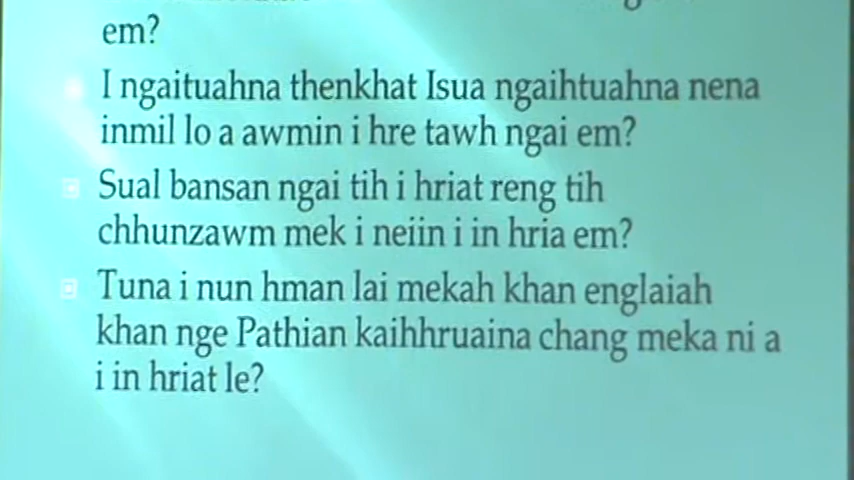 em?
I ngaituahna thenkhat Isua ngaihtuahna nena
inmil lo a awmin i hre tawh ngai em?
Sual bansan ngai tih i hriat reng tih
chhunzawm mek i neiin i in hria em?
Tuna i nun hman lai mekah khan englaiah
khan nge Pathian kaihhruaina chang meka ni a
i in hriat le?